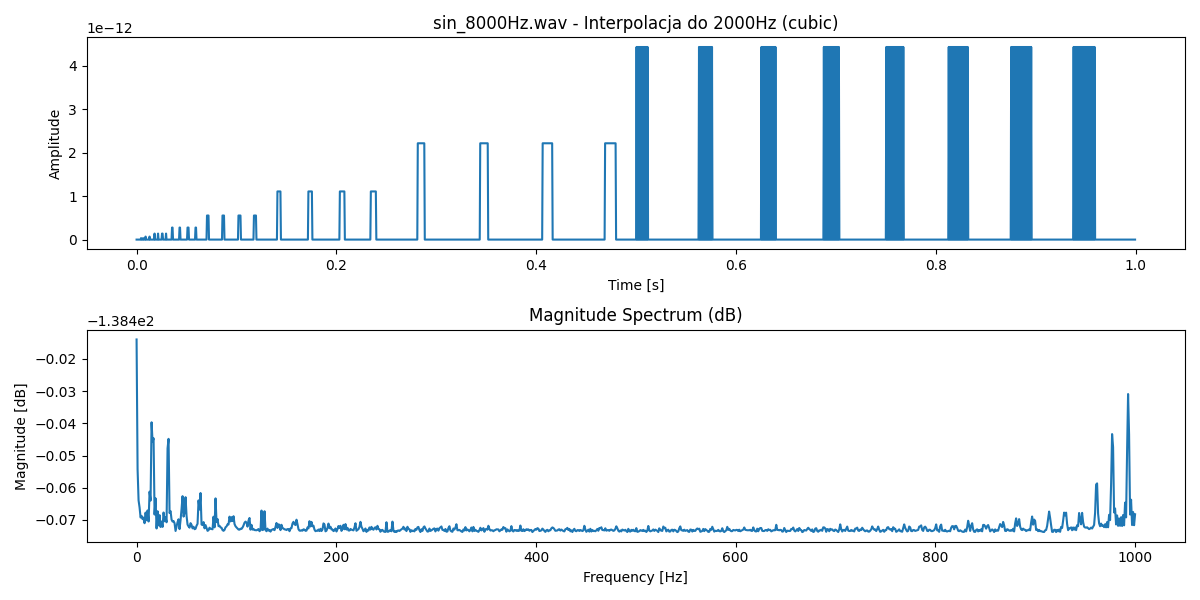 sin_8000Hz.wav - Interpolacja do 2000Hz (cubic)
1e−12
4
3
2
1
0
Amplitude
0.0 0.2 0.4 0.6 0.8 1.0
Time [s]
Magnitude Spectrum (dB)
−1.384e2
−0.02
−0.03
−0.04
−0.05
−0.06
−0.07
Magnitude [dB]
0 200 400 600 800 1000
Frequency [Hz]